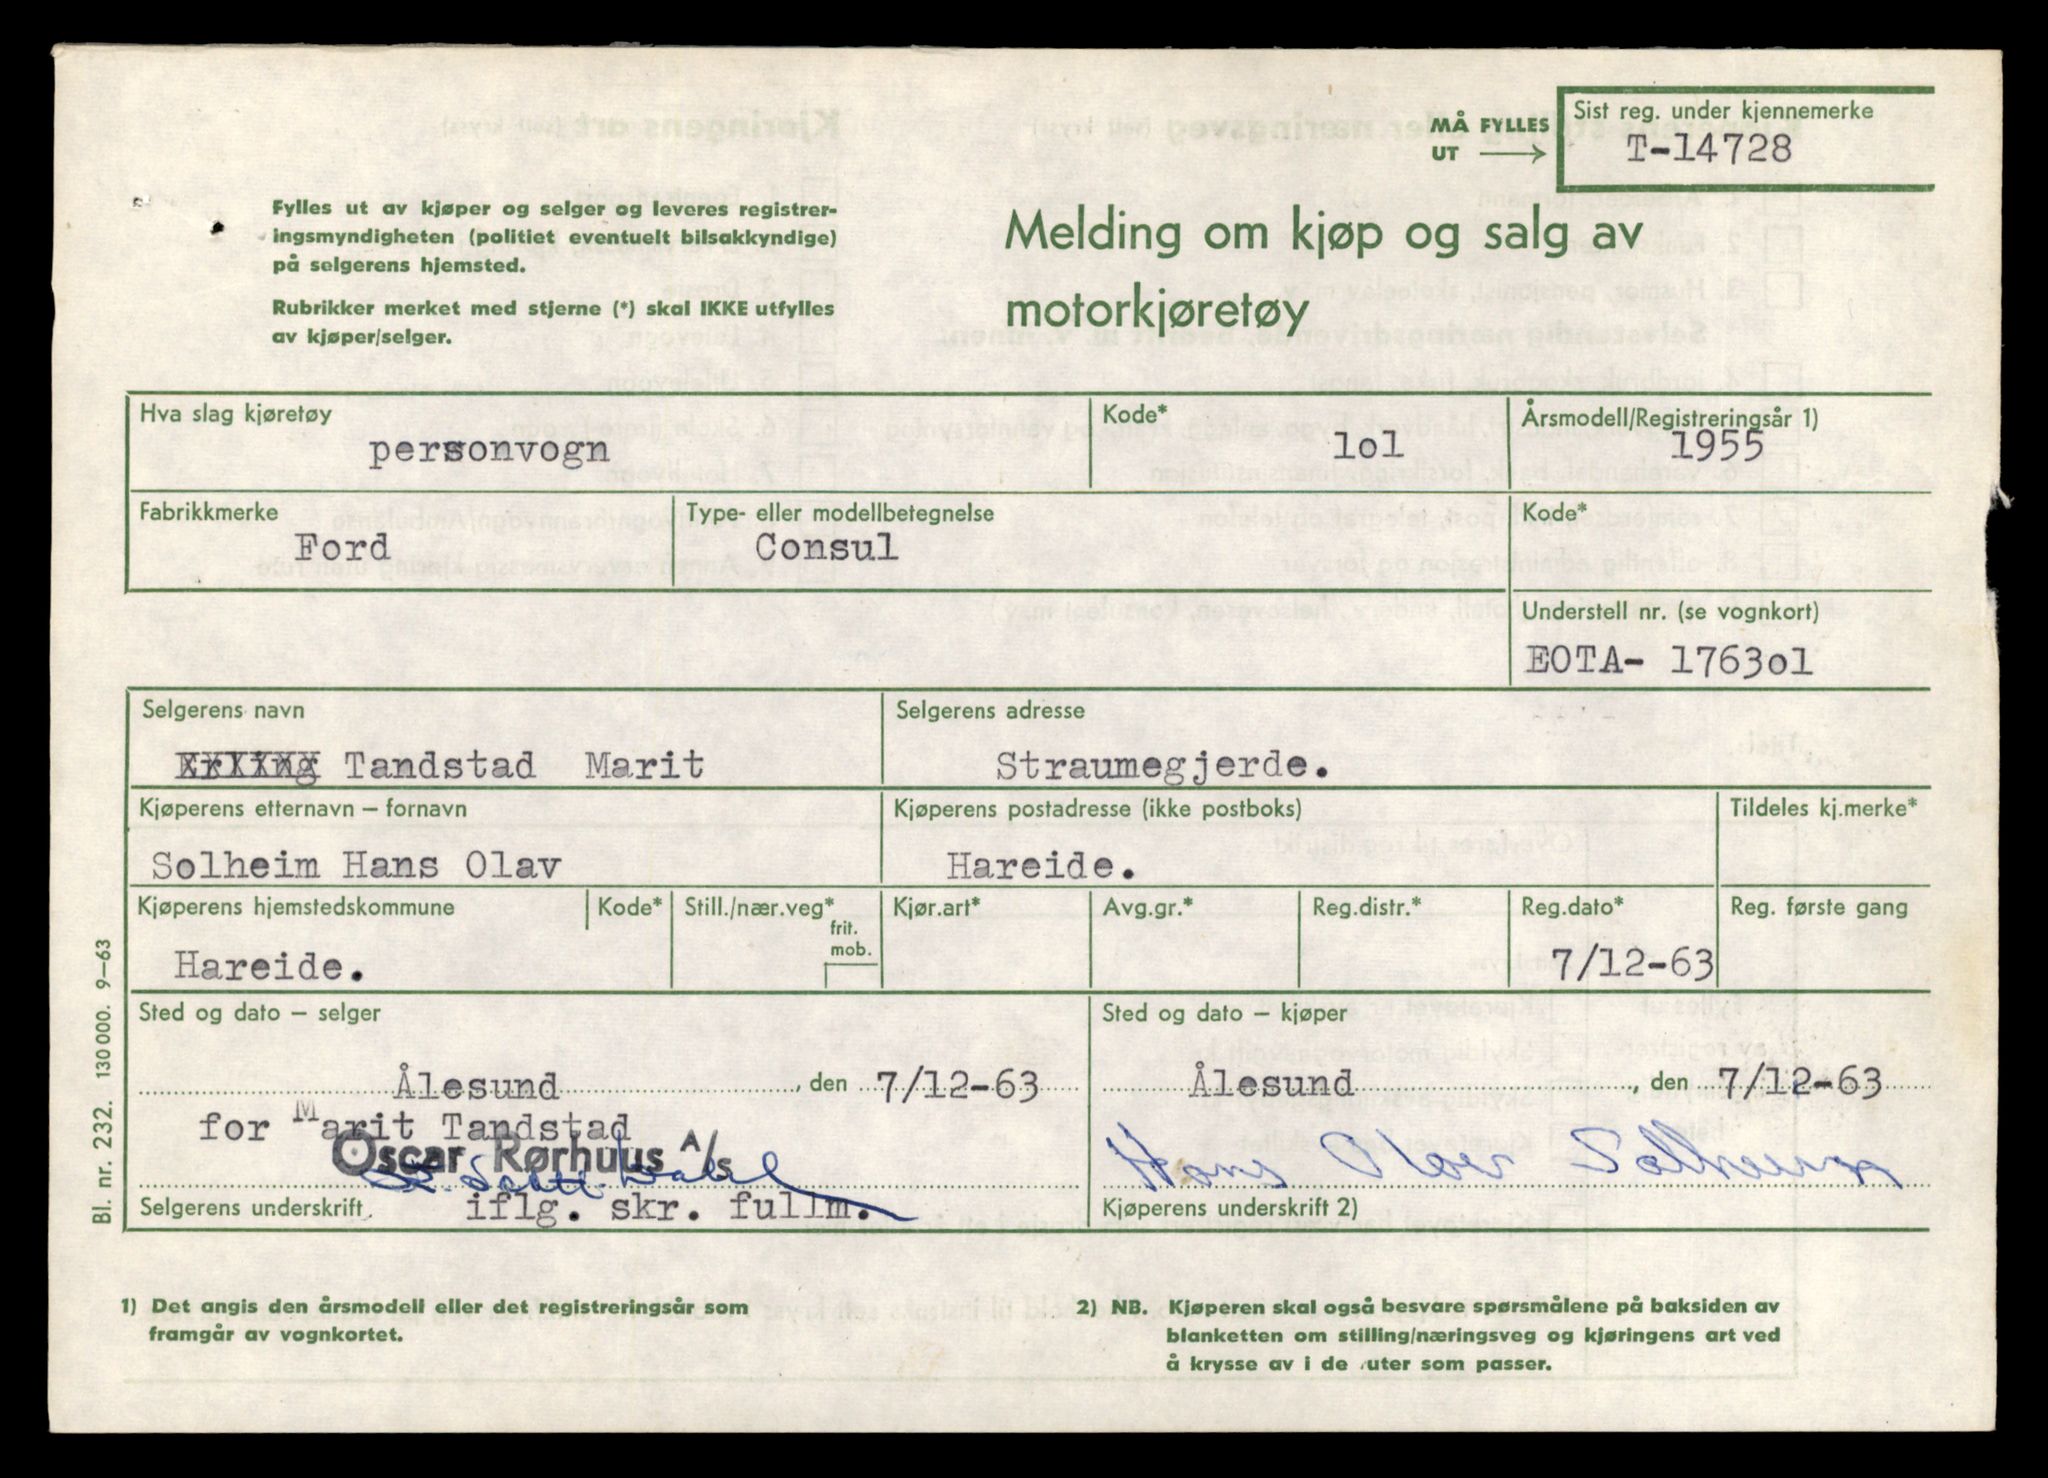 MÅ FYLLES
UT
Sist reg. under kjennemerke
T-14728
Fylles ut av kjøper og selger og leveres registrer-
ingsmyndigheten (politiet eventuelt bilsakkyndige)
på selgerens hjemsted.
Rubrikker merket med stjerne (*) skal IKKE utfylles
av kjøper/selger.
Melding om kjøp og salg av
motorkjøretøy
Hva slag kjøretøy
personvogn
Kode*
lol
Årsmodell/Registreringsår 1)
1955
Fabrikkmerke
Ford
Type- eller modellbetegnelse
Consul
Kode*
Understell nr. (se vognkort)
EOTA- 1763ol
Selgerens navn
Tandstad Marit
Selgerens adresse
Straumegjerde.
Kjøperens etternavn – fornavn
Solheim Hans Olav
Kjøperens postadresse (ikke postboks)
Hareide.
Tildeles kj.merke*
Kjøperens hjemstedskommune
Hareide.
Kode*
Still./nær.veg*
frit.
mob.
Kjør.art*
Avg.gr.*
Reg.distr.*
Reg.dato*
7/12-63
Reg. første gang
Sted og dato – selger
Ålesund, den 7/12-63
for Marit Tandstad
Oscar Rørhuus A/s
Selgerens underskrift
iflg. skr. fullm.
Sted og dato – kjøper
Ålesund, den 7/12-63
Hans Olav Solheim
Kjøperens underskrift 2)
Bl. nr. 232. 130 000. 9–63
1) Det angis den årsmodell eller det registreringsår som
framgår av vognkortet.
2) NB. Kjøperen skal også besvare spørsmålene på baksiden av
blanketten om stilling/næringsveg og kjøringens art ved
å krysse av i de ruter som passer.